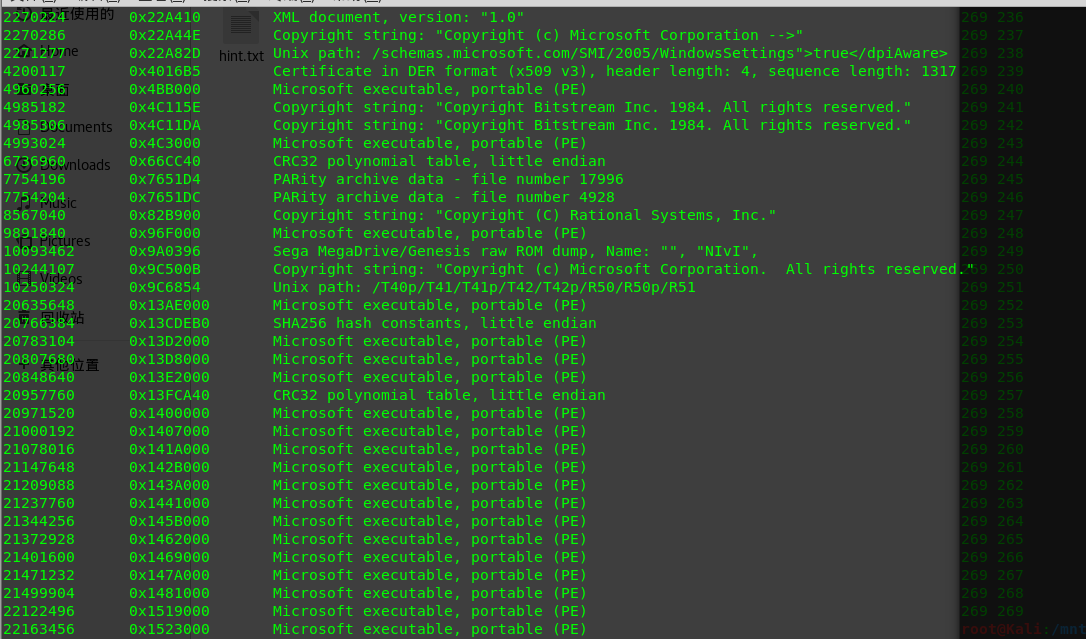 2270224 0x22A410 XML document, version: "1.0"
2270286 0x22A44E Copyright string: "Copyright (c) Microsoft Corporation -->"
2271277 0x22A82D Unix path: /schemas.microsoft.com/SMI/2005/WindowsSettings">true</dpiAware>
4200117 0x4016B5 Certificate in DER format (x509 v3), header length: 4, sequence length: 1317
4960256 0x4BB000 Microsoft executable, portable (PE)
4985182 0x4C115E Copyright string: "Copyright Bitstream Inc. 1984. All rights reserved."
4985306 0x4C11DA Copyright string: "Copyright Bitstream Inc. 1984. All rights reserved."
4993024 0x4C3000 Microsoft executable, portable (PE)
6736960 0x66CC40 CRC32 polynomial table, little endian
7754196 0x7651D4 PARity archive data - file number 17996
7754204 0x7651DC PARity archive data - file number 4928
8567040 0x82B900 Copyright string: "Copyright (C) Rational Systems, Inc."
9891840 0x96F000 Microsoft executable, portable (PE)
10093462 0x9A0396 Sega MegaDrive/Genesis raw ROM dump, Name: "", "NIvI",
10244107 0x9C500B Copyright string: "Copyright (c) Microsoft Corporation.  All rights reserved."
10250324 0x9C6854 Unix path: /T40p/T41/T41p/T42/T42p/R50/R50p/R51
20635648 0x13AE000 Microsoft executable, portable (PE)
20766384 0x13CDEB0 SHA256 hash constants, little endian
20783104 0x13D2000 Microsoft executable, portable (PE)
20807680 0x13D8000 Microsoft executable, portable (PE)
20848640 0x13E2000 Microsoft executable, portable (PE)
20957760 0x13FCA40 CRC32 polynomial table, little endian
20971520 0x1400000 Microsoft executable, portable (PE)
21000192 0x1407000 Microsoft executable, portable (PE)
21078016 0x141A000 Microsoft executable, portable (PE)
21147648 0x142B000 Microsoft executable, portable (PE)
21209088 0x143A000 Microsoft executable, portable (PE)
21237760 0x1441000 Microsoft executable, portable (PE)
21344256 0x145B000 Microsoft executable, portable (PE)
21372928 0x1462000 Microsoft executable, portable (PE)
21401600 0x1469000 Microsoft executable, portable (PE)
21471232 0x147A000 Microsoft executable, portable (PE)
21499904 0x1481000 Microsoft executable, portable (PE)
22122496 0x1519000 Microsoft executable, portable (PE)
22163456 0x1523000 Microsoft executable, portable (PE)
最近使用的
Home
Documents
Downloads
Music
Pictures
Videos
回收站
其他位置
hint.txt
269 236
269 237
269 238
269 239
269 240
269 241
269 242
269 243
269 244
269 245
269 246
269 247
269 248
269 249
269 250
269 251
269 252
269 253
269 254
269 255
269 256
269 257
269 258
269 259
269 260
269 261
269 262
269 263
269 264
269 265
269 266
269 267
269 268
269 269
root@Kali:/mnt